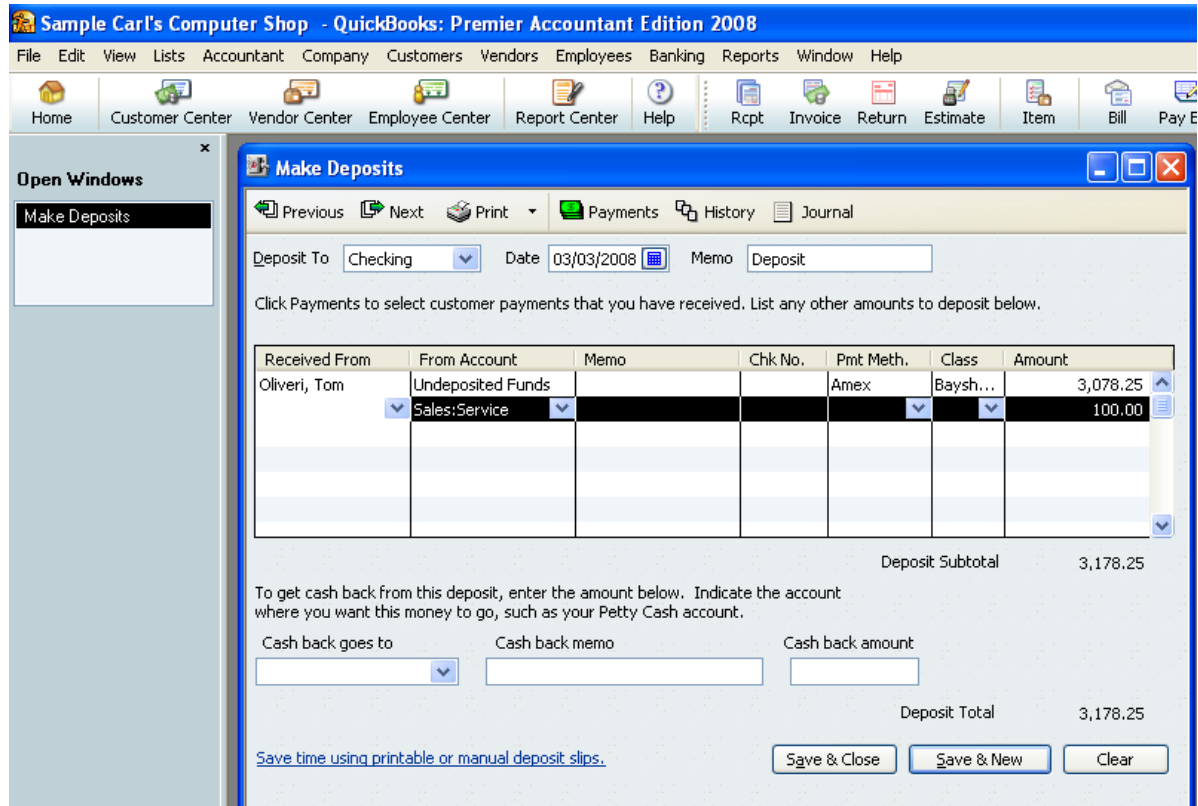 Sample Carl's Computer Shop - QuickBooks: Premier Accountant Edition 2008
File Edit View Lists Accountant Company Customers Vendors Employees Banking Reports Window Help
Home Customer Center Vendor Center Employee Center Report Center Help Rcpt Invoice Return Estimate Item Bill Pay
Open Windows
Make Deposits
Make Deposits
Previous Next Print Payments History Journal
Deposit To Checking Date 03/03/2008 Memo Deposit
Click Payments to select customer payments that you have received. List any other amounts to deposit below.
Received From From Account Memo Chk No. Pmt Meth. Class Amount
Oliveri, Tom Undeposited Funds Amex Baysh... 3,078.25
Sales:Service 100.00
Deposit Subtotal 3,178.25
To get cash back from this deposit, enter the amount below. Indicate the account
where you want this money to go, such as your Petty Cash account.
Cash back goes to Cash back memo Cash back amount
Deposit Total 3,178.25
Save time using printable or manual deposit slips. Save & Close Save & New Clear